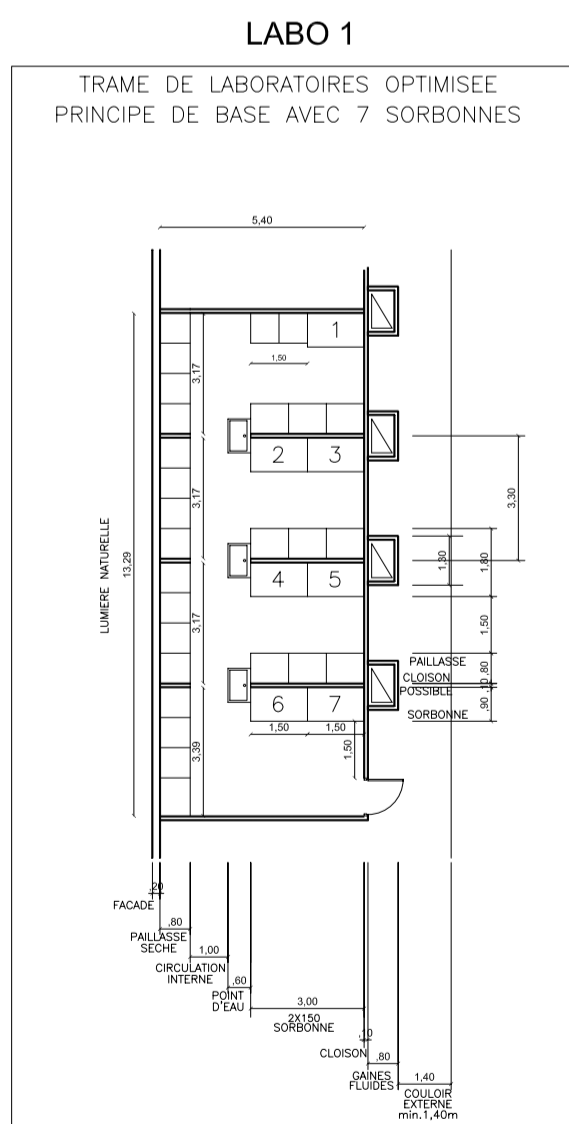 LABO 1
TRAME DE LABORATOIRES OPTIMISEE
PRINCIPE DE BASE AVEC 7 SORBONNES
5,40
1
1,50
3,17
2
3
3,30
3,17
LUMIERE NATURELLE
13,29
4
5
1,30
1,80
3,17
1,50
PAILLASSE
CLOISON
POSSIBLE
SORBONNE
,80
,10
,90
6
7
1,50
1,50
1,50
3,39
,20
FACADE
,80
PAILLASSE
SECHE
1,00
CIRCULATION
INTERNE
,60
POINT
D'EAU
3,00
2X150
SORBONNE
,10
CLOISON
,80
GAINES
FLUIDES
1,40
COULOIR
EXTERNE
min.1,40m